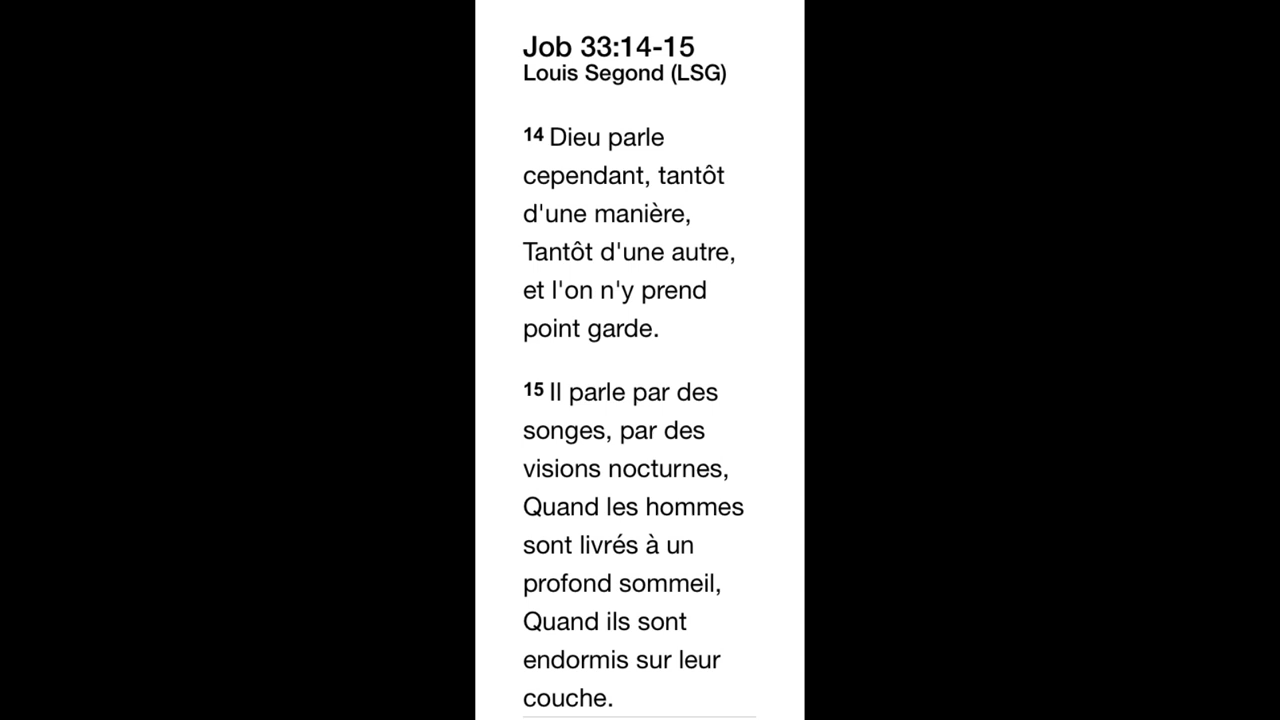 Job 33:14-15
Louis Segond (LSG)
14 Dieu parle
cependant, tantôt
d'une manière,
Tantôt d'une autre,
et l'on n'y prend
point garde.
15 Il parle par des
songes, par des
visions nocturnes,
Quand les hommes
sont livrés à un
profond sommeil,
Quand ils sont
endormis sur leur
couche.